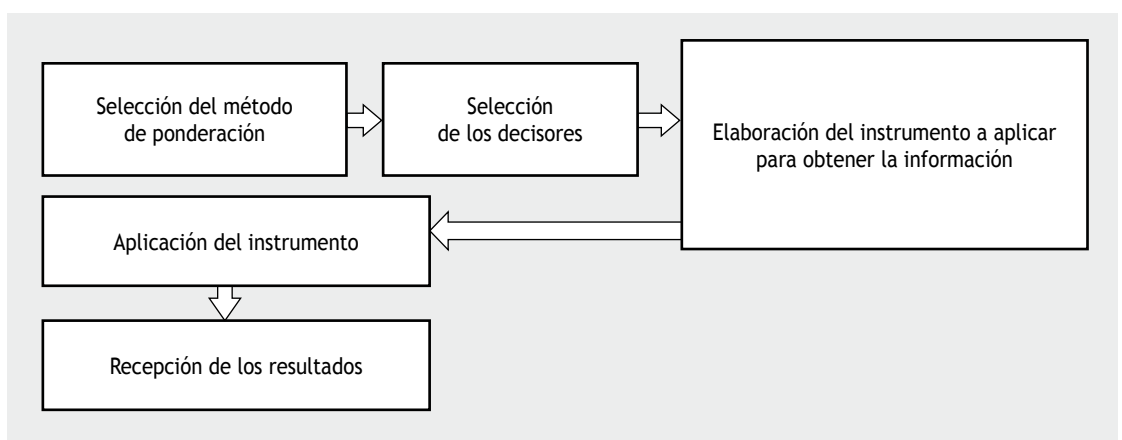 Selección del método
de ponderación
Selección
de los decisores
Elaboración del instrumento a aplicar
para obtener la información
Aplicación del instrumento
Recepción de los resultados